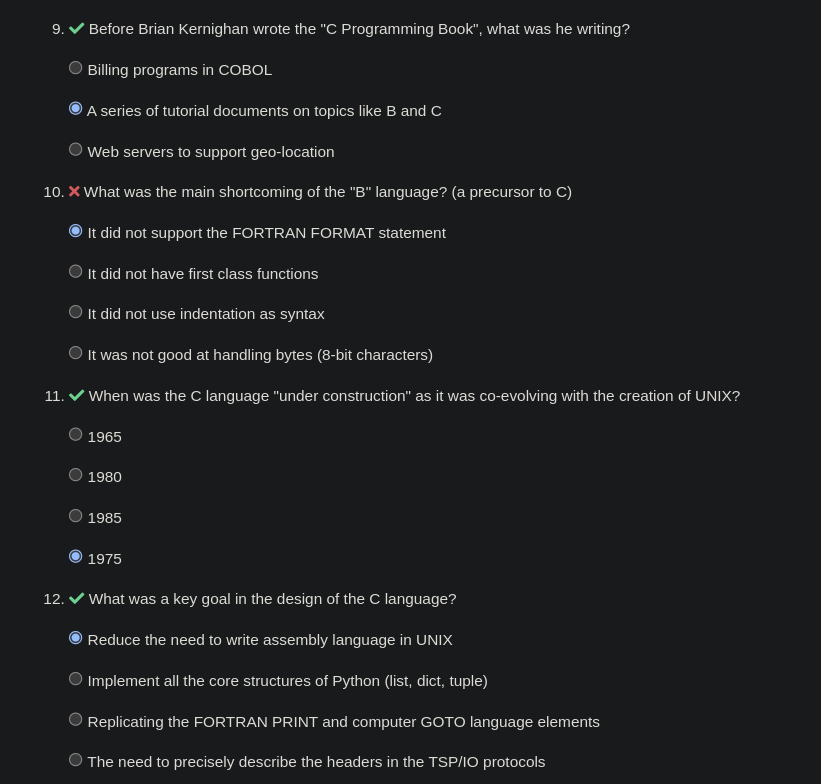 9. Before Brian Kernighan wrote the "C Programming Book", what was he writing?
Billing programs in COBOL
A series of tutorial documents on topics like B and C
Web servers to support geo-location
10. What was the main shortcoming of the "B" language? (a precursor to C)
It did not support the FORTRAN FORMAT statement
It did not have first class functions
It did not use indentation as syntax
It was not good at handling bytes (8-bit characters)
11. When was the C language "under construction" as it was co-evolving with the creation of UNIX?
1965
1980
1985
1975
12. What was a key goal in the design of the C language?
Reduce the need to write assembly language in UNIX
Implement all the core structures of Python (list, dict, tuple)
Replicating the FORTRAN PRINT and computer GOTO language elements
The need to precisely describe the headers in the TSP/IO protocols